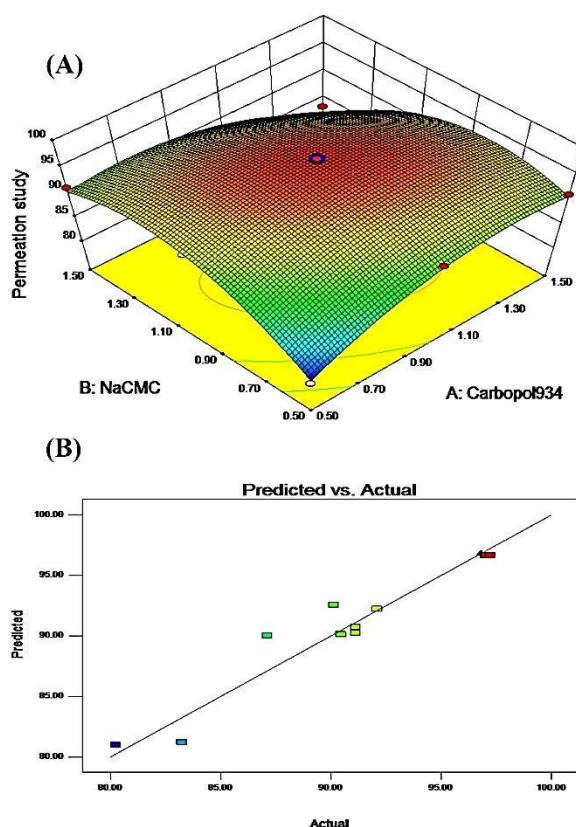 (A)
Permeation study
100
95
90
85
80
1.50
1.30
1.10
0.90
0.70
0.50
B: NaCMC
0.50
0.70
0.90
1.10
1.30
1.50
A: Carbopol934
(B)
Predicted vs. Actual
Predicted
100.00
95.00
90.00
85.00
80.00
80.00 85.00 90.00 95.00 100.00
Actual